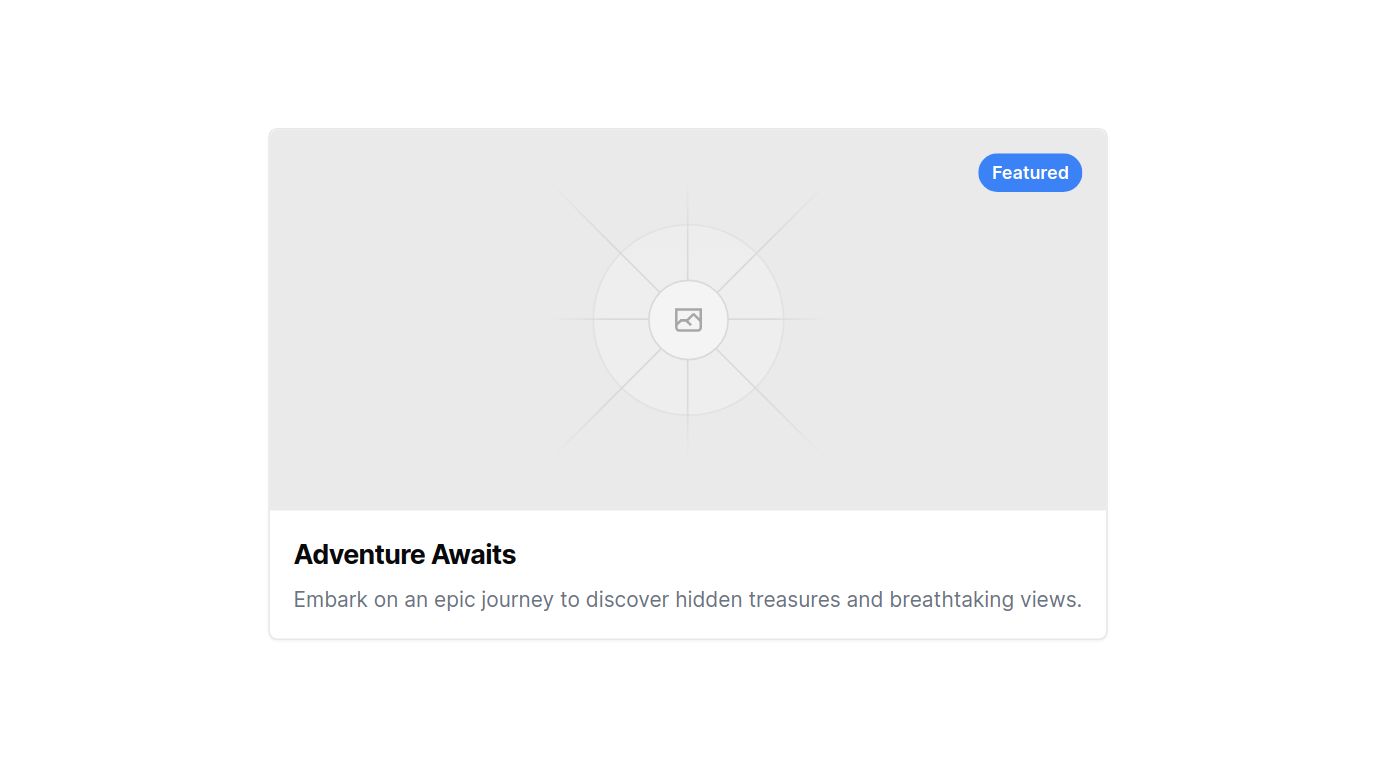 Featured
Adventure Awaits
Embark on an epic journey to discover hidden treasures and breathtaking views.